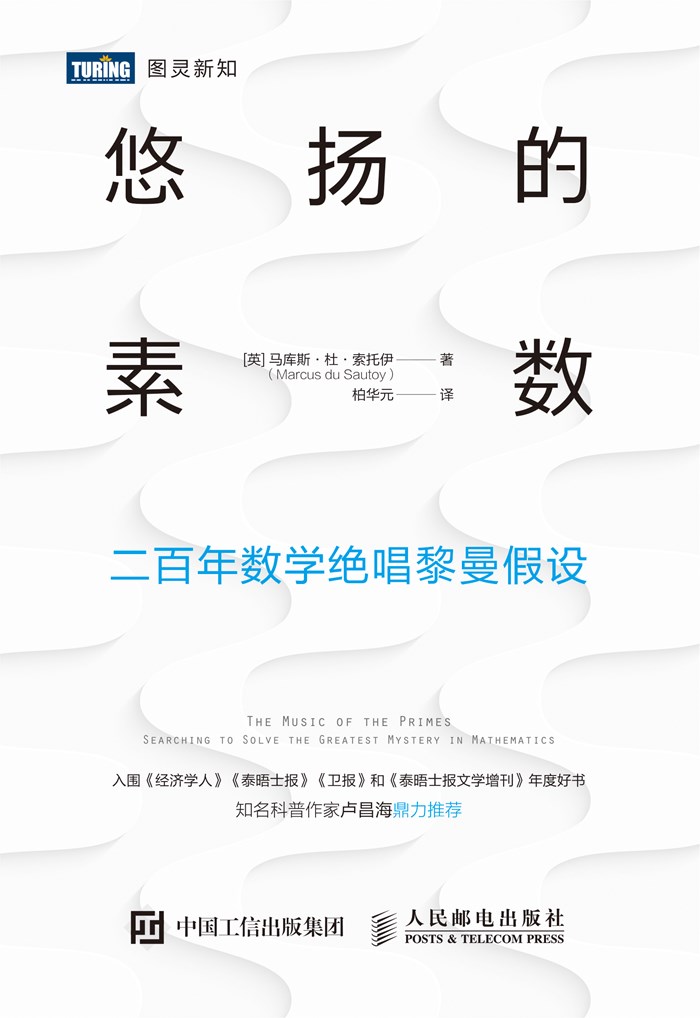 TURING 图灵新知
悠扬的
素数
[英] 马库斯·杜·索托伊 —— 著
（Marcus du Sautoy）
柏华元 —— 译
二百年数学绝唱黎曼假设
The Music of the Primes
Searching to Solve the Greatest Mystery in Mathematics
入围《经济学人》《泰晤士报》《卫报》和《泰晤士报文学增刊》年度好书
知名科普作家卢昌海鼎力推荐
中国工信出版集团 人民邮电出版社
POSTS & TELECOM PRESS